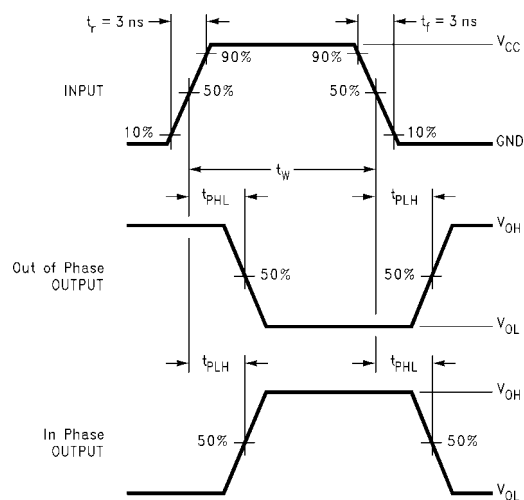 t_r = 3 ns
t_f = 3 ns
V_CC
90%
90%
INPUT
50%
50%
10%
10%
GND
t_W
t_PHL
t_PLH
V_OH
Out of Phase
OUTPUT
50%
50%
V_OL
t_PLH
t_PHL
V_OH
In Phase
OUTPUT
50%
50%
V_OL